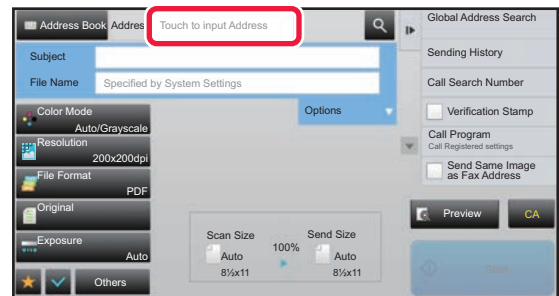 Address Book
Address
Touch to input Address
Subject
File Name
Specified by System Settings
Options
Color Mode
Auto/Grayscale
Resolution
200x200dpi
File Format
PDF
Original
Exposure
Auto
Others
Scan Size
Auto
8½x11
100%
Send Size
Auto
8½x11
Global Address Search
Sending History
Call Search Number
Verification Stamp
Call Program
Call Registered settings
Send Same Image
as Fax Address
Preview
CA
Start